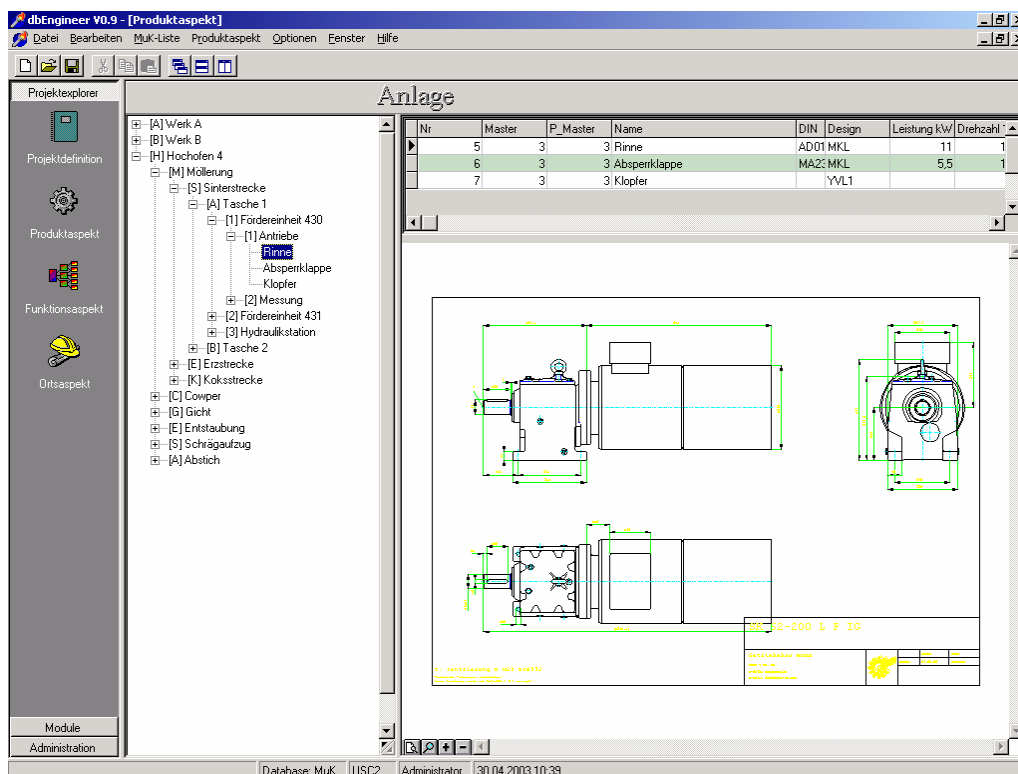 dbEngineer V0.9 - [Produktaspekt]
Datei Bearbeiten MuK-Liste Produktaspekt Optionen Fenster Hilfe
Projektexplorer
Anlage
Projektdefinition
Produktaspekt
Funktionsaspekt
Ortsaspekt
Module
Administration
[A] Werk A
[B] Werk B
[H] Hochofen 4
[M] Möllerung
[S] Sinterstrecke
[A] Tasche 1
[1] Fördereinheit 430
[1] Antriebe
Rinne
Absperrklappe
Klopfer
[2] Messung
[2] Fördereinheit 431
[3] Hydraulikstation
[B] Tasche 2
[E] Erzstrecke
[K] Koksstrecke
[C] Cowper
[G] Gicht
[E] Entstaubung
[S] Schrägaufzug
[A] Abstich
Nr Master P_Master Name DIN Design Leistung kW Drehzahl
5 3 3 Rinne AD01 MKL 11 1
6 3 3 Absperrklappe MA23 MKL 5,5 1
7 3 3 Klopfer YVL1
Database: MuK USC2 Administrator 30.04.2003 10:39